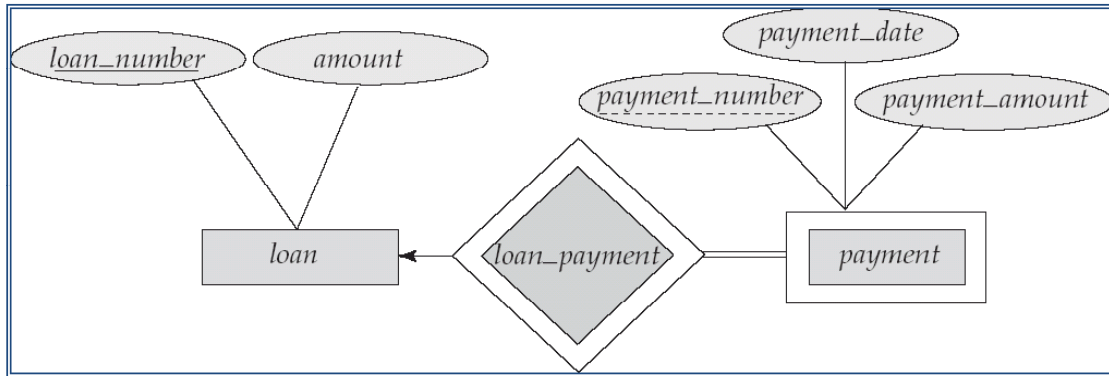 loan_number
amount
payment_date
payment_number
payment_amount
loan
loan_payment
payment